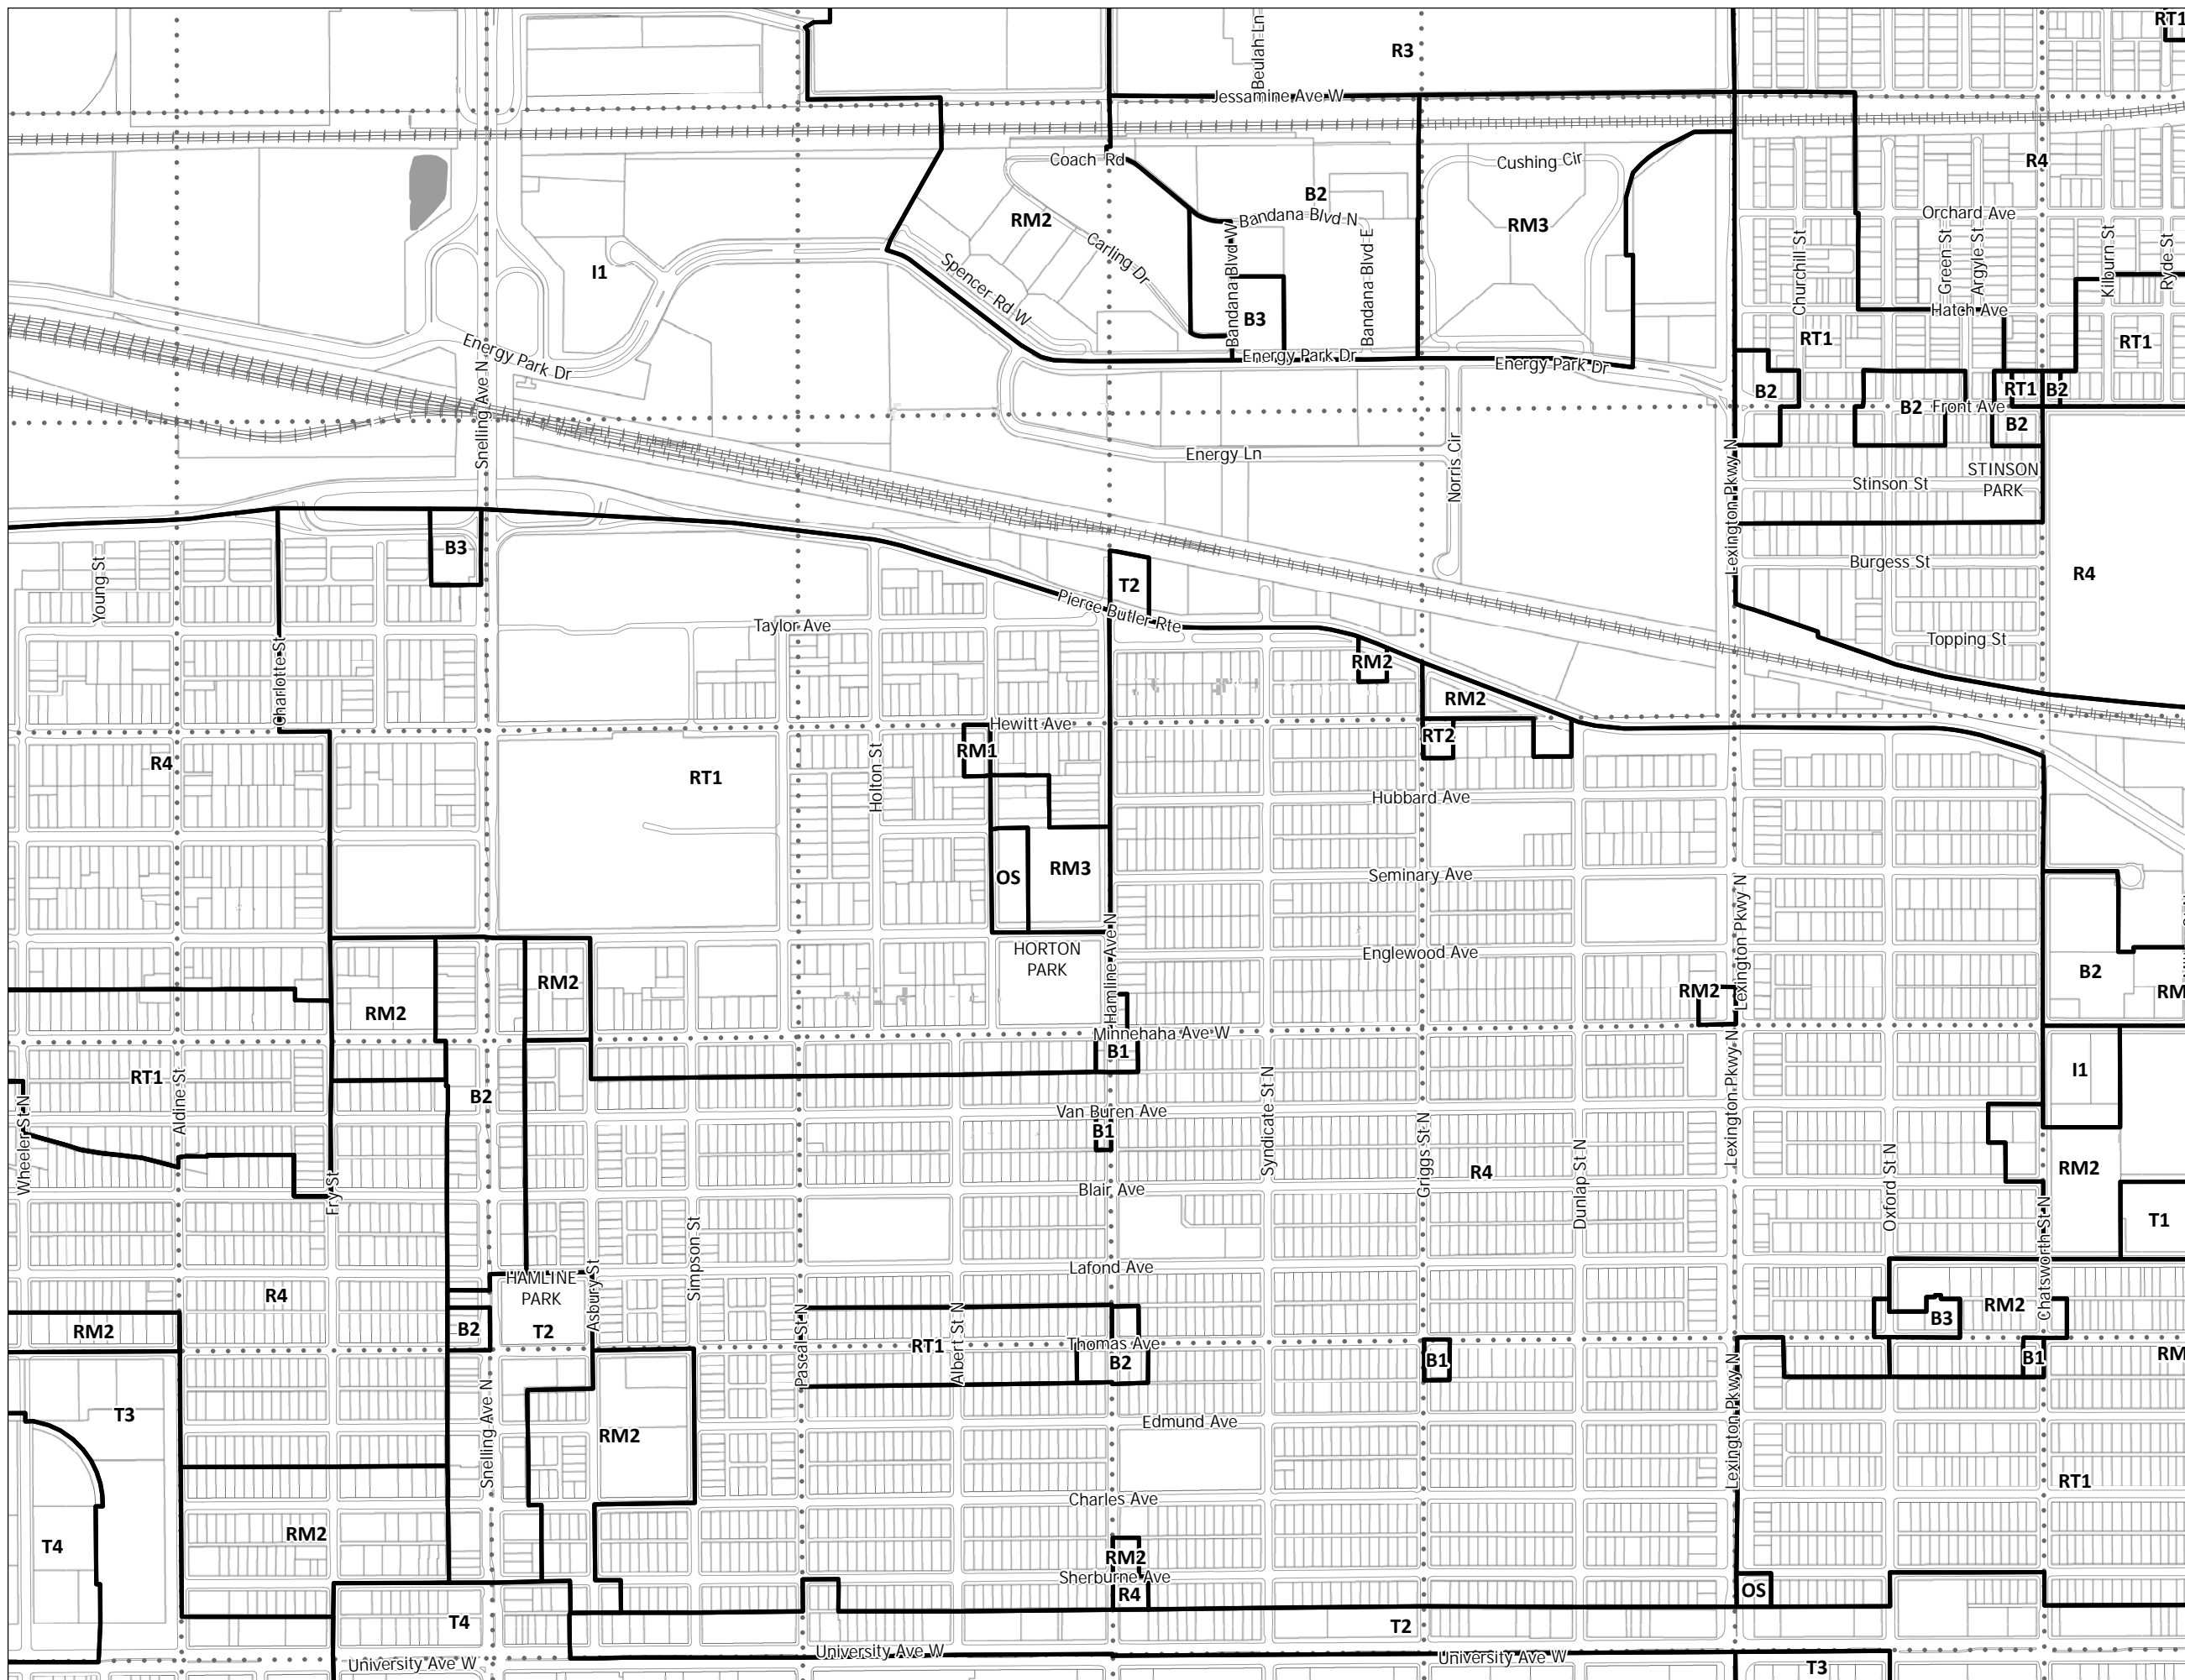 RT1
R3
Beulah Ln
Jessamine Ave W
Coach Rd
Cushing Cir
R4
B2
RM2
RM3
Bandana Blvd N
Orchard Ave
Carling Dr
Bandana Blvd W
Bandana Blvd E
Churchill St
Green St
Argyle St
Kilburn St
Ryde St
I1
Spencer Rd W
B3
Hatch Ave
RT1
RT1
Energy Park Dr
Energy Park Dr
Energy Park Dr
B2
RT1
B2
B2
Front Ave
B2
Snelling Ave N
Energy Ln
Norris Cir
Lexington Pkwy N
STINSON
PARK
Stinson St
B3
Young St
Burgess St
T2
R4
Pierce Butler Rte
Taylor Ave
Topping St
Charlotte St
RM2
RM2
Hewitt Ave
RT2
RM1
R4
RT1
Holton St
Hubbard Ave
OS
RM3
Seminary Ave
Lexington Pkwy N
Hamline Ave N
HORTON
PARK
Englewood Ave
B2
RM2
RM2
RM2
RM
Minnehaha Ave W
B1
Lexington Pkwy N
I1
RT1
Aldine St
B2
Wheeler St N
Van Buren Ave
B1
Syndicate St N
Griggs St N
R4
Dunlap St N
Oxford St N
RM2
Fry St
Blair Ave
Chatsworth St N
T1
Simpson St
Asbury St
Lafond Ave
HAMLINE
PARK
R4
RM2
B2
T2
Pascal St N
RT1
Albert St N
Thomas Ave
B2
B1
B3
RM2
B1
RM
T3
Snelling Ave N
Edmund Ave
Lexington Pkwy N
RM2
RT1
Charles Ave
T4
RM2
RM2
Sherburne Ave
R4
OS
T4
T2
University Ave W
University Ave W
University Ave W
T3